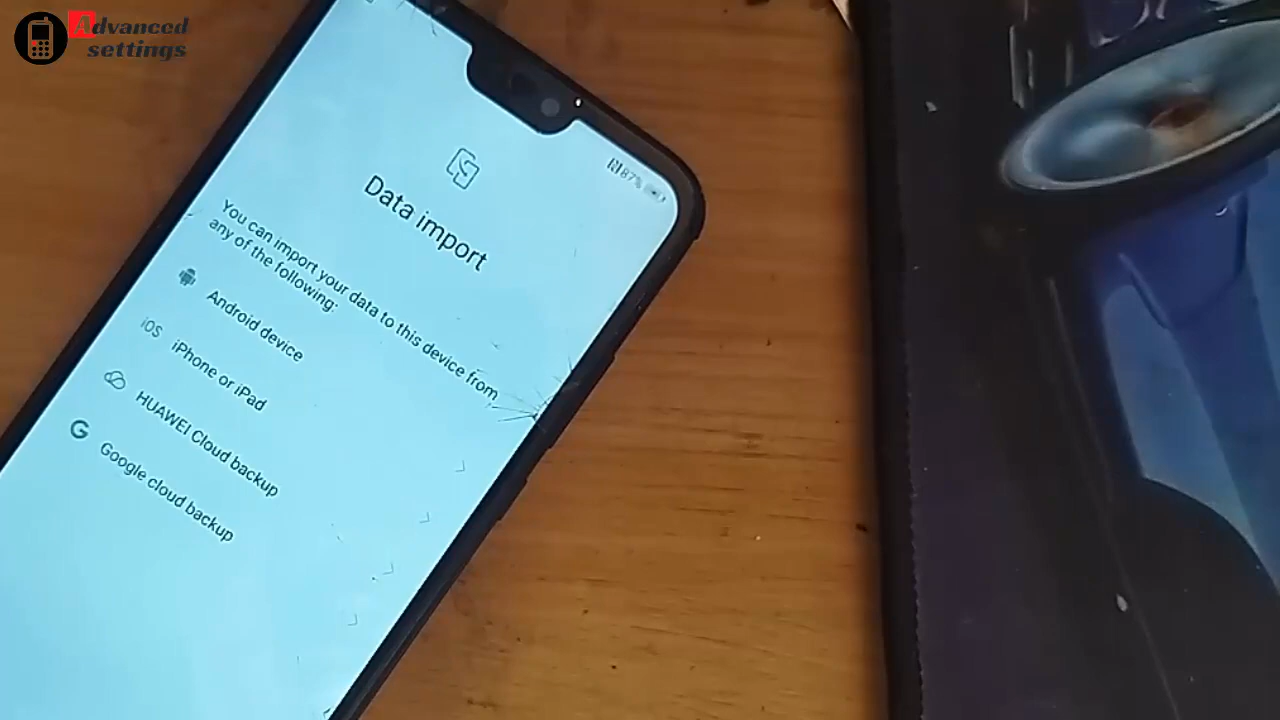 Advanced
settings
87%
Data import
You can import your data to this device from
any of the following:
Android device
iOS
iPhone or iPad
HUAWEI Cloud backup
G
Google cloud backup